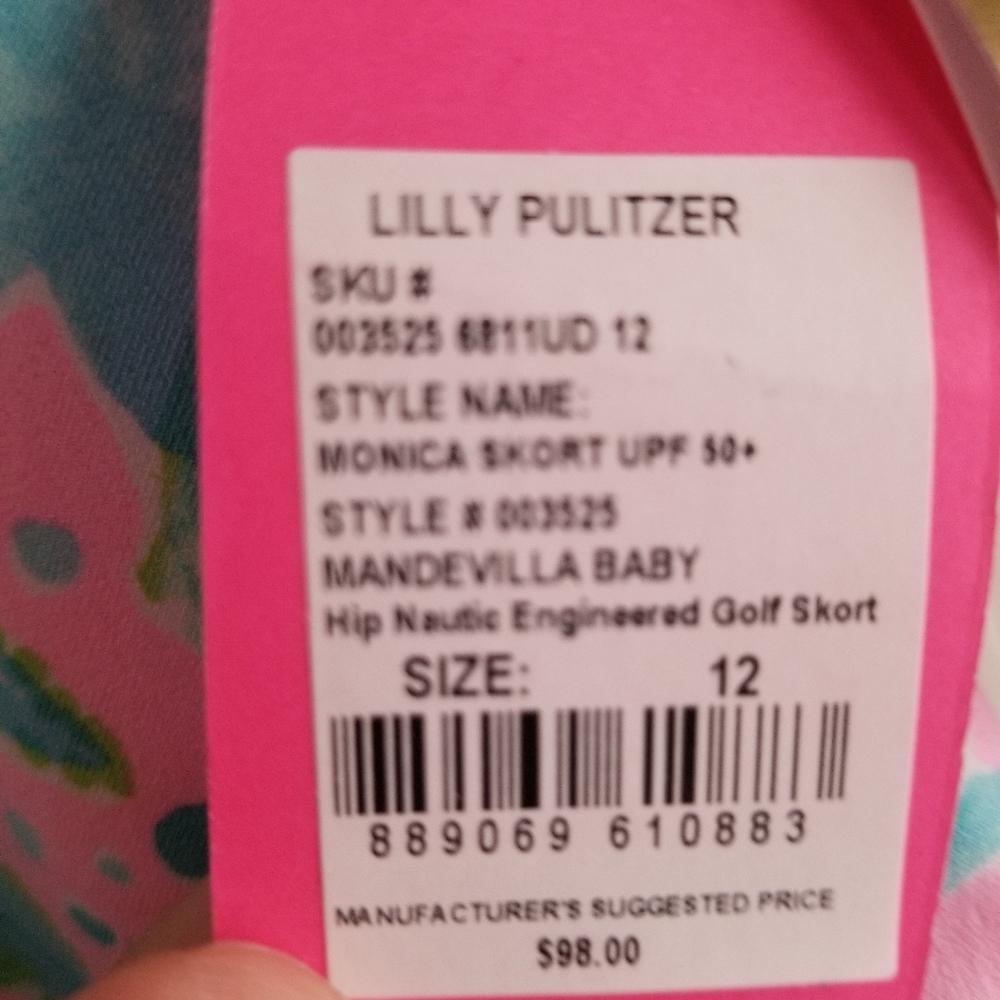 LILLY PULITZER
SKU #
003525 6811UD 12
STYLE NAME:
MONICA SKORT UPF 50+
STYLE # 003525
MANDEVILLA BABY
Hip Nautic Engineered Golf Skort
SIZE: 12
889069 610883
MANUFACTURER'S SUGGESTED PRICE
$98.00